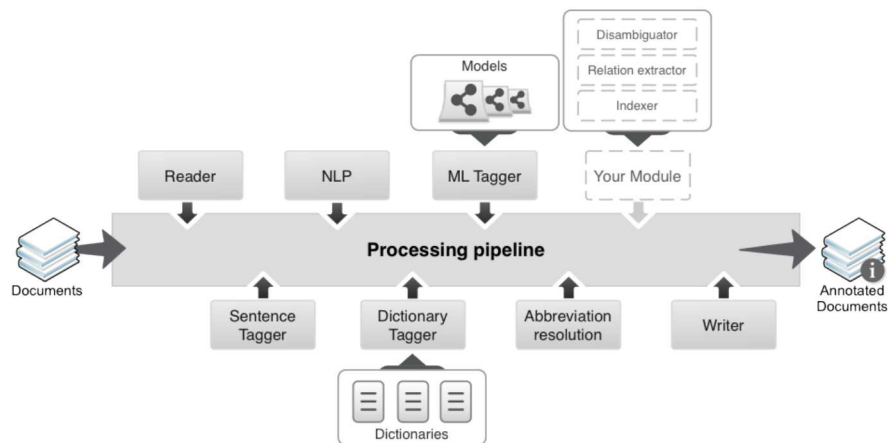 Disambiguator
Models
Relation extractor
Indexer
Reader
NLP
ML Tagger
Your Module
Processing pipeline
Documents
i
Annotated
Documents
Sentence
Tagger
Dictionary
Tagger
Abbreviation
resolution
Writer
Dictionaries